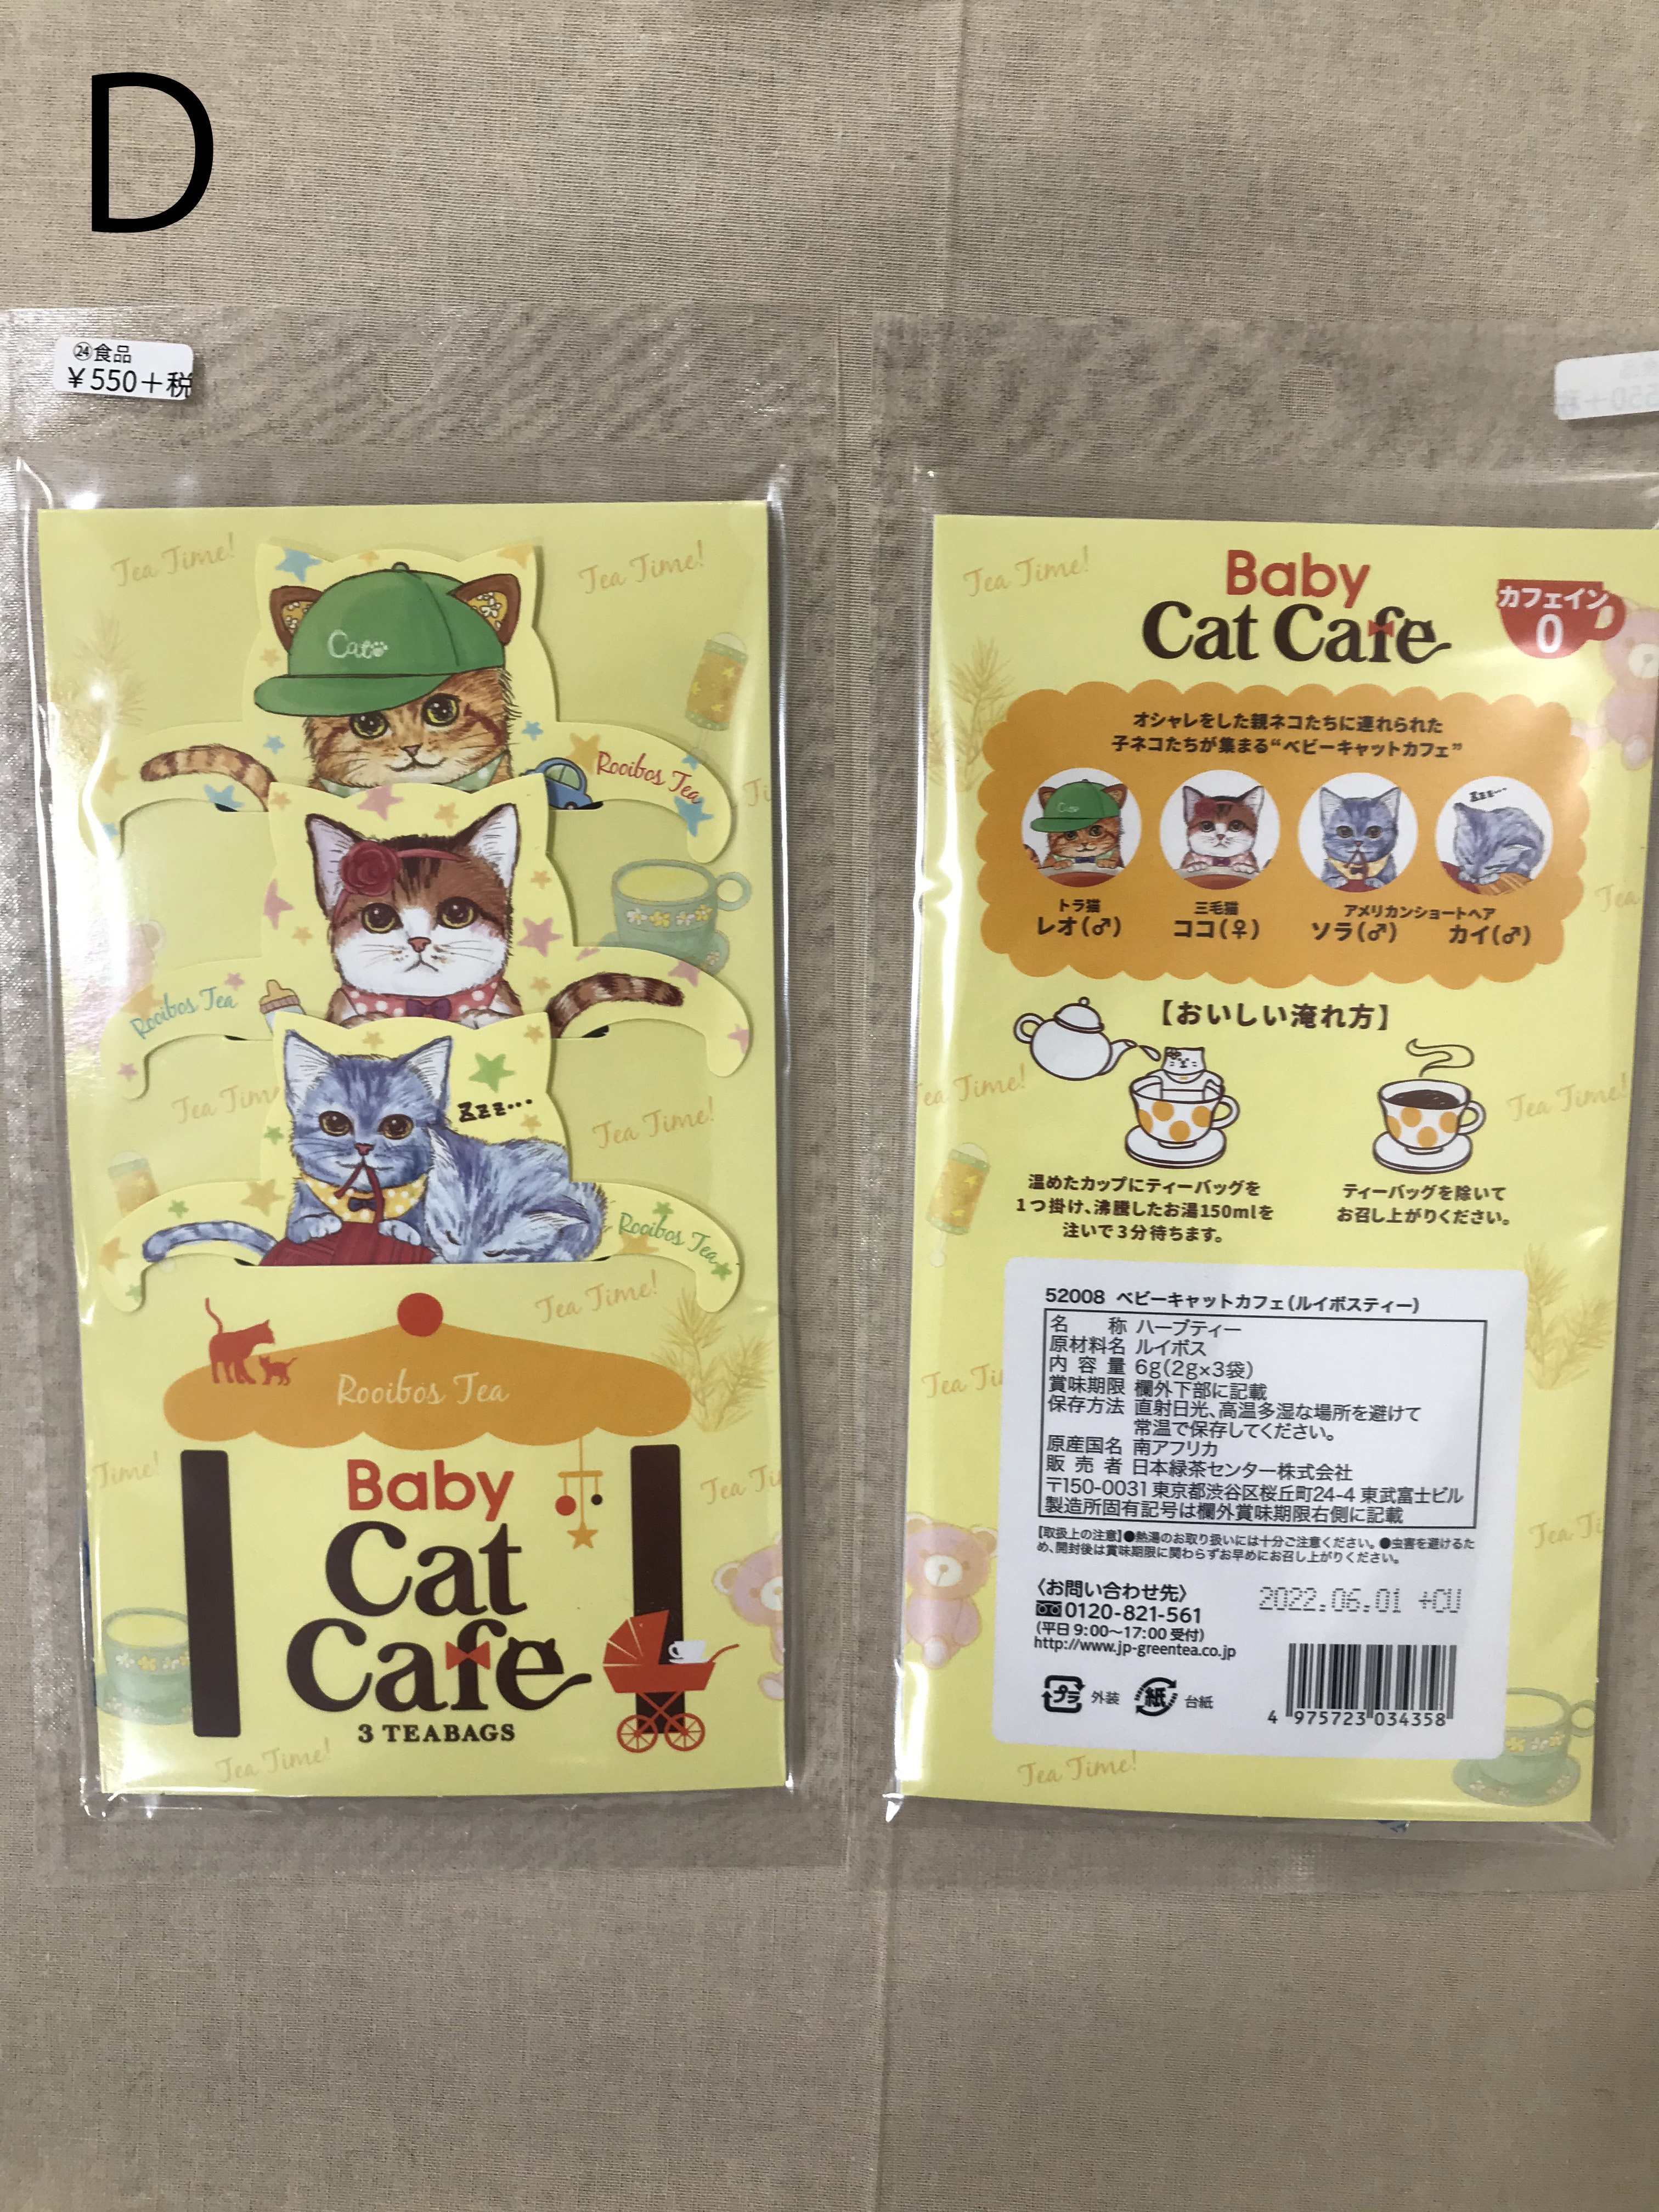 D
㉔食品
¥550+税
Tea Time!
Tea Time!
Cat
Rooibos Tea
Rooibos Tea
Tea Time!
Zzz…
Tea Time!
Rooibos Tea
Tea Time!
Rooibos Tea
Time!
Tea Ti
Baby
Cat
Cafe
3 TEABAGS
Tea Time!
Tea Time!
Baby
Cat Cafe
カフェイン
0
オシャレをした親ネコたちに連れられた
子ネコたちが集まる“ベビーキャットカフェ”
Zzz…
トラ猫
レオ(♂)
三毛猫
ココ(♀)
アメリカンショートヘア
ソラ(♂) カイ(♂)
【おいしい淹れ方】
Tea Time!
温めたカップにティーバッグを
1つ掛け、沸騰したお湯150mlを
注いで3分待ちます。
ティーバッグを除いて
お召し上がりください。
52008 ベビーキャットカフェ(ルイボスティー)
名称 ハーブティー
原材料名 ルイボス
内容量 6g(2g×3袋)
賞味期限 欄外下部に記載
保存方法 直射日光、高温多湿な場所を避けて
常温で保存してください。
原産国名 南アフリカ
販売者 日本緑茶センター株式会社
〒150-0031 東京都渋谷区桜丘町24-4 東武富士ビル
製造所固有記号は欄外賞味期限右側に記載
【取扱上の注意】●熱湯のお取り扱いには十分ご注意ください。●虫害を避けるた
め、開封後は賞味期限に関わらずお早めにお召し上がりください。
〈お問い合わせ先〉
0120-821-561
(平日9:00〜17:00受付)
http://www.jp-greentea.co.jp
2022.06.01 +CU
プラ 外装 紙 台紙
4 975723 034358
Tea Time!